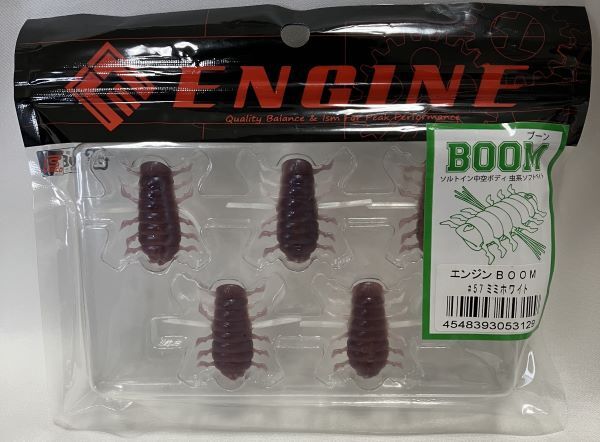 ENGINE
Quality Balance & Ism For Peak Performance
ブーン
BOOM
ソルトイン中空ボディ 虫系ソフトベイト
エンジンBOOM
#57 ミミホワイト
4548393053129